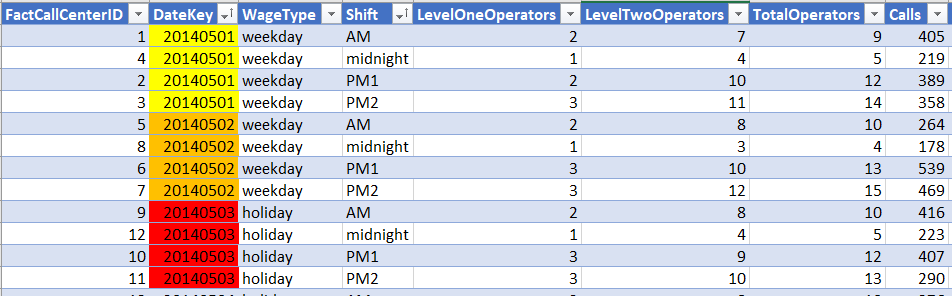 FactCallCenterID DateKey WageType Shift LevelOneOperators LevelTwoOperators TotalOperators Calls
1 20140501 weekday AM 2 7 9 405
4 20140501 weekday midnight 1 4 5 219
2 20140501 weekday PM1 2 10 12 389
3 20140501 weekday PM2 3 11 14 358
5 20140502 weekday AM 2 8 10 264
8 20140502 weekday midnight 1 3 4 178
6 20140502 weekday PM1 3 10 13 539
7 20140502 weekday PM2 3 12 15 469
9 20140503 holiday AM 2 8 10 416
12 20140503 holiday midnight 1 4 5 223
10 20140503 holiday PM1 3 9 12 407
11 20140503 holiday PM2 3 10 13 290